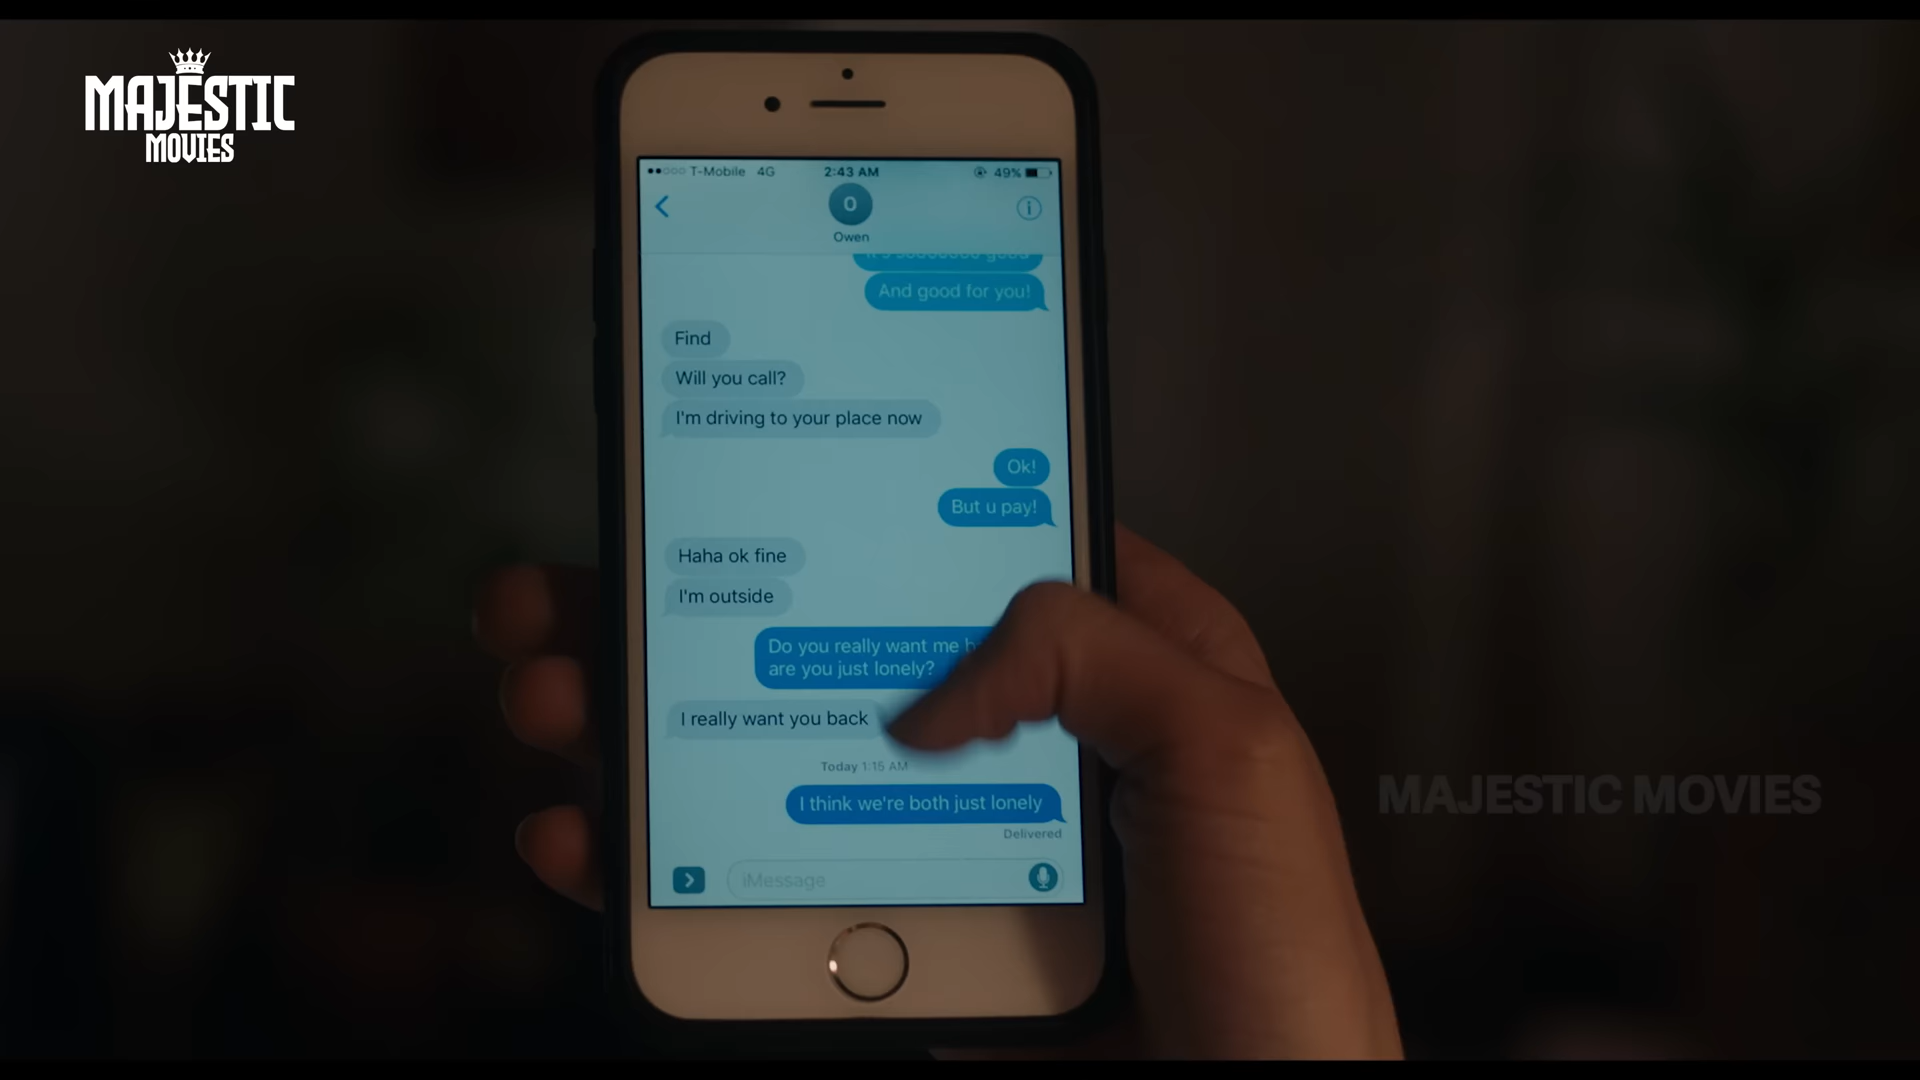 MAJESTIC
MOVIES
T-Mobile 4G 2:43 AM 49%
O
Owen
And good for you!
Find
Will you call?
I'm driving to your place now
Ok!
But u pay!
Haha ok fine
I'm outside
Do you really want me
are you just lonely?
I really want you back
Today 1:15 AM
I think we're both just lonely
Delivered
iMessage
MAJESTIC MOVIES